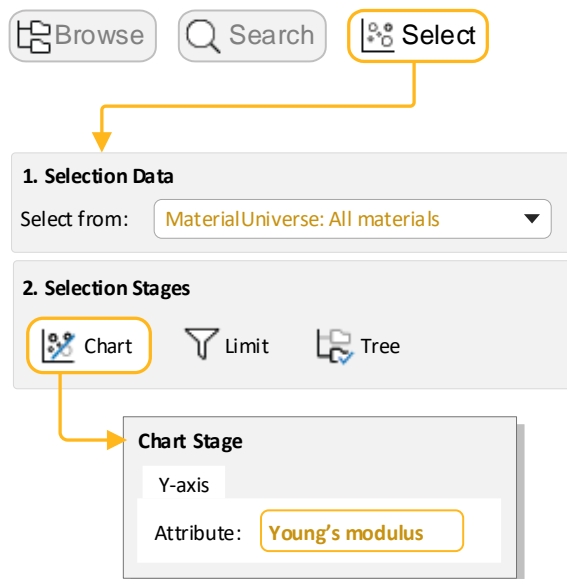 Browse Search Select
1. Selection Data
Select from: MaterialUniverse: All materials
2. Selection Stages
Chart Limit Tree
Chart Stage
Y-axis
Attribute: Young’s modulus